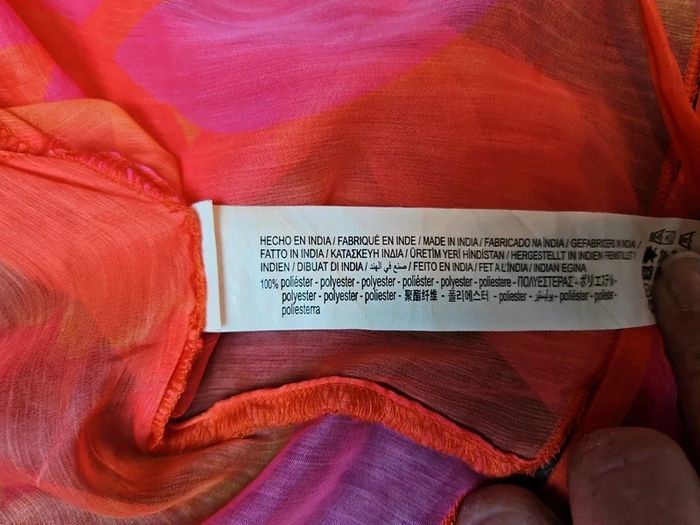 HECHO EN INDIA / FABRIQUÉ EN INDE / MADE IN INDIA / FABRICADO NA ÍNDIA / GEFABRIKEERD IN INDIA /
FATTO IN INDIA / ΚΑΤΑΣΚΕΥΗ ΙΝΔΙΑ / ÜRETİM YERİ HİNDİSTAN / HERGESTELLT IN INDIEN/ FREMSTILLET I
INDIEN / DIBUAT DI INDIA / صنع في الهند / FEITO EN INDIA / FET A L'ÍNDIA / INDIAN EGINA
100% poliéster - polyester - polyester - poliéster - polyester - poliestere - ΠΟΛΥΕΣΤΕΡΑΣ - ポリエステル -
polyester - polyester - poliester - 聚酯纤维 - 폴리에스터 - poliester - بوليستير - poliéster - polièster -
poliesterra